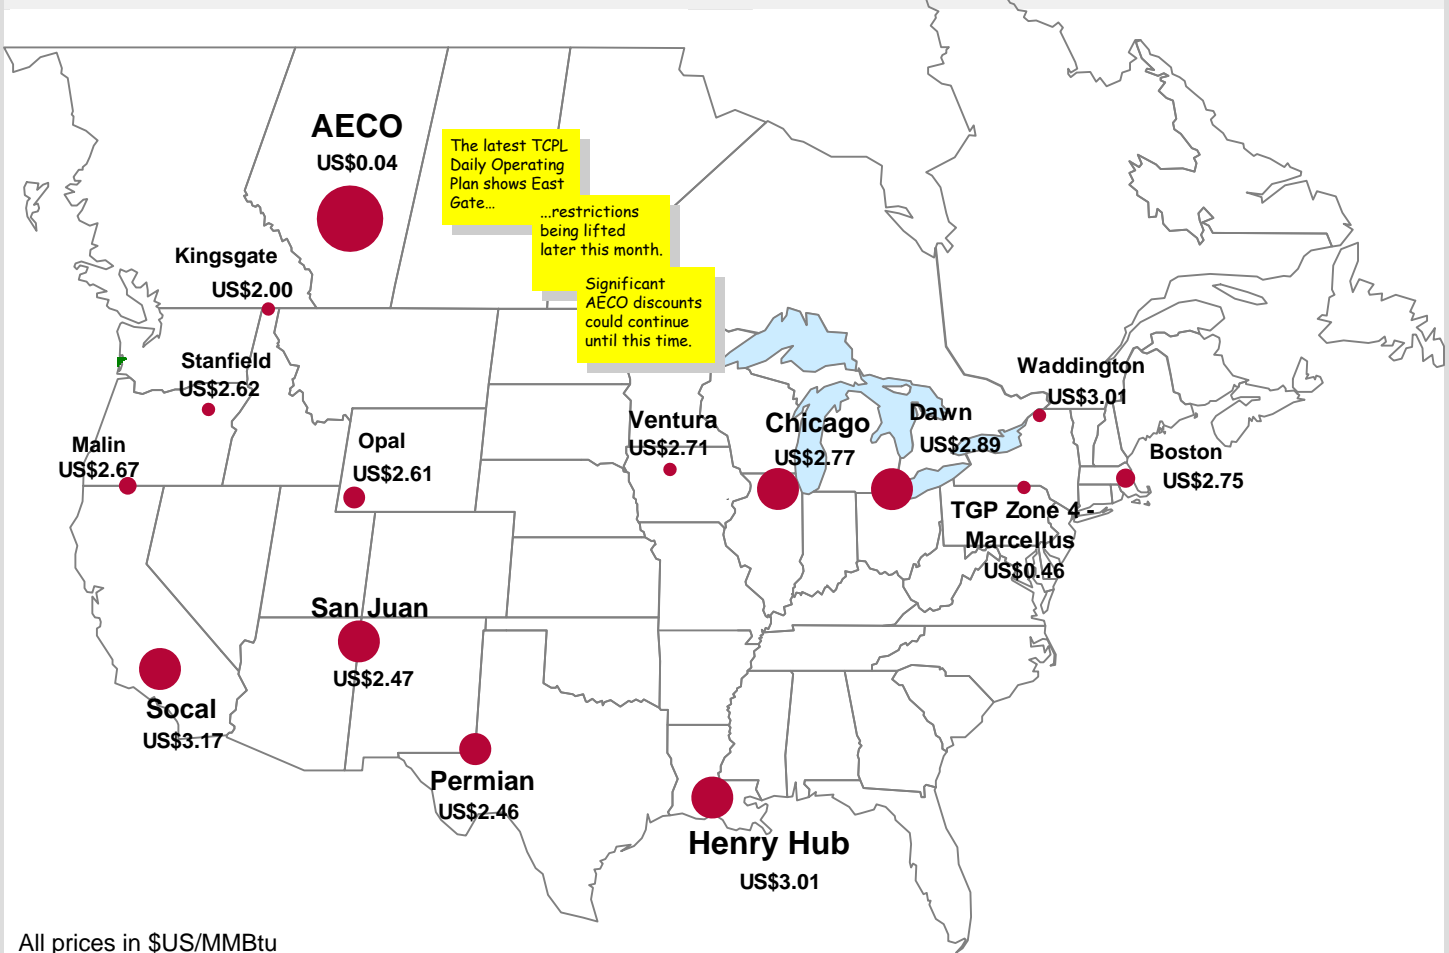 AECO
US$0.04
The latest TCPL
Daily Operating
Plan shows East
Gate…
…restrictions
being lifted
later this month.
Significant
AECO discounts
could continue
until this time.
Kingsgate
US$2.00
Stanfield
US$2.62
Malin
US$2.67
Opal
US$2.61
Ventura
US$2.71
Chicago
US$2.77
Dawn
US$2.89
Waddington
US$3.01
Boston
US$2.75
TGP Zone 4 -
Marcellus
US$0.46
San Juan
US$2.47
Socal
US$3.17
Permian
US$2.46
Henry Hub
US$3.01
All prices in $US/MMBtu